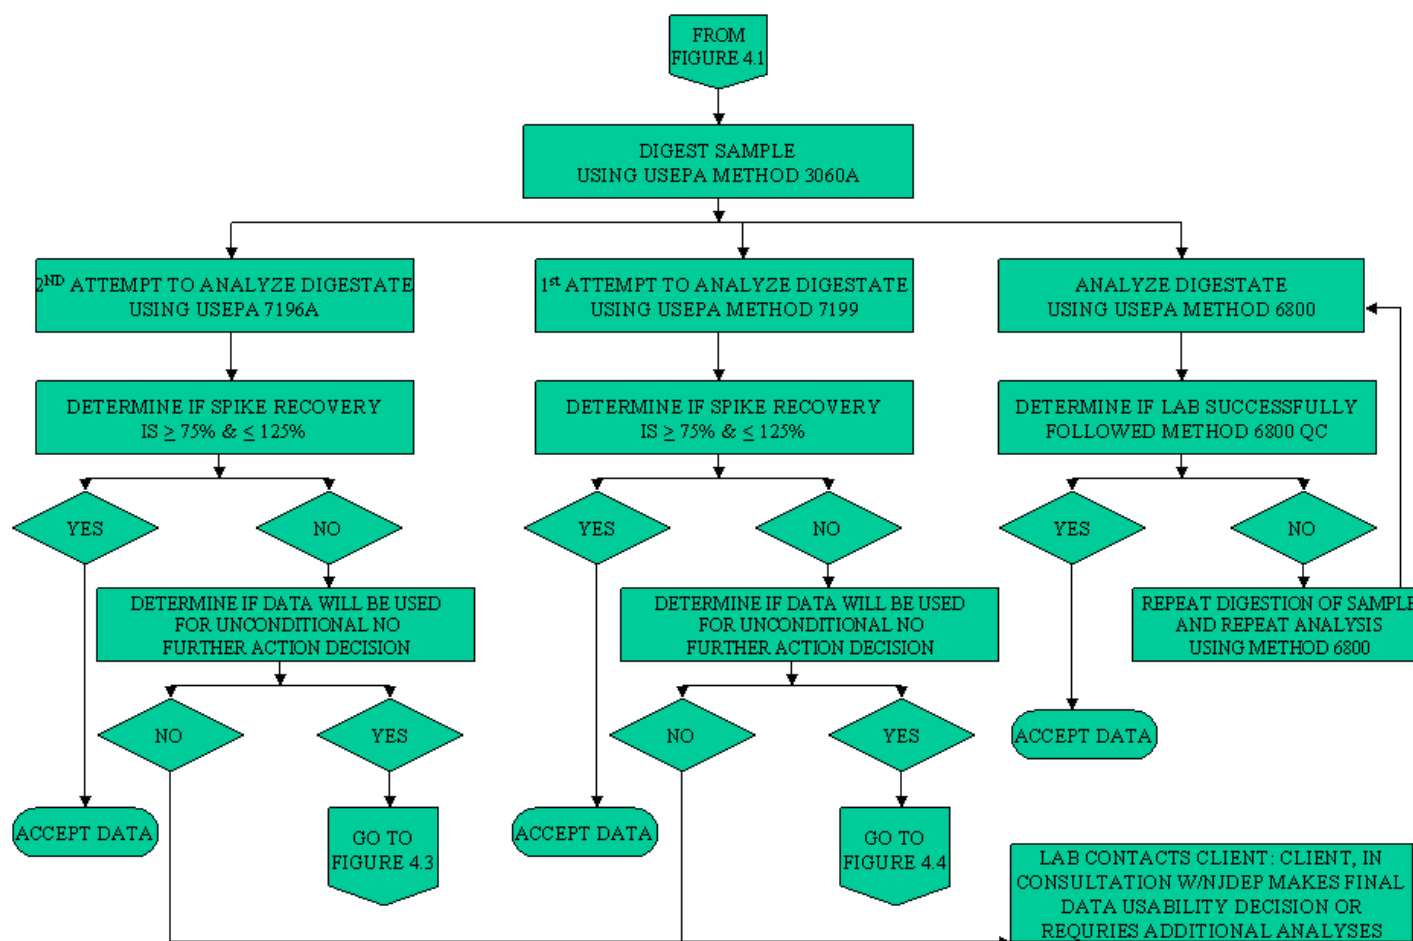 FROM
FIGURE 4.1
DIGEST SAMPLE
USING USEPA METHOD 3060A
2ND ATTEMPT TO ANALYZE DIGESTATE
USING USEPA 7196A
1st ATTEMPT TO ANALYZE DIGESTATE
USING USEPA METHOD 7199
ANALYZE DIGESTATE
USING USEPA METHOD 6800
DETERMINE IF SPIKE RECOVERY
IS ≥ 75% & ≤ 125%
DETERMINE IF SPIKE RECOVERY
IS ≥ 75% & ≤ 125%
DETERMINE IF LAB SUCCESSFULLY
FOLLOWED METHOD 6800 QC
YES
NO
YES
NO
YES
NO
DETERMINE IF DATA WILL BE USED
FOR UNCONDITIONAL NO
FURTHER ACTION DECISION
DETERMINE IF DATA WILL BE USED
FOR UNCONDITIONAL NO
FURTHER ACTION DECISION
REPEAT DIGESTION OF SAMPLE
AND REPEAT ANALYSIS
USING METHOD 6800
NO
YES
NO
YES
ACCEPT DATA
ACCEPT DATA
GO TO
FIGURE 4.3
ACCEPT DATA
GO TO
FIGURE 4.4
LAB CONTACTS CLIENT: CLIENT, IN
CONSULTATION W/NJDEP MAKES FINAL
DATA USABILITY DECISION OR
REQURIES ADDITIONAL ANALYSES